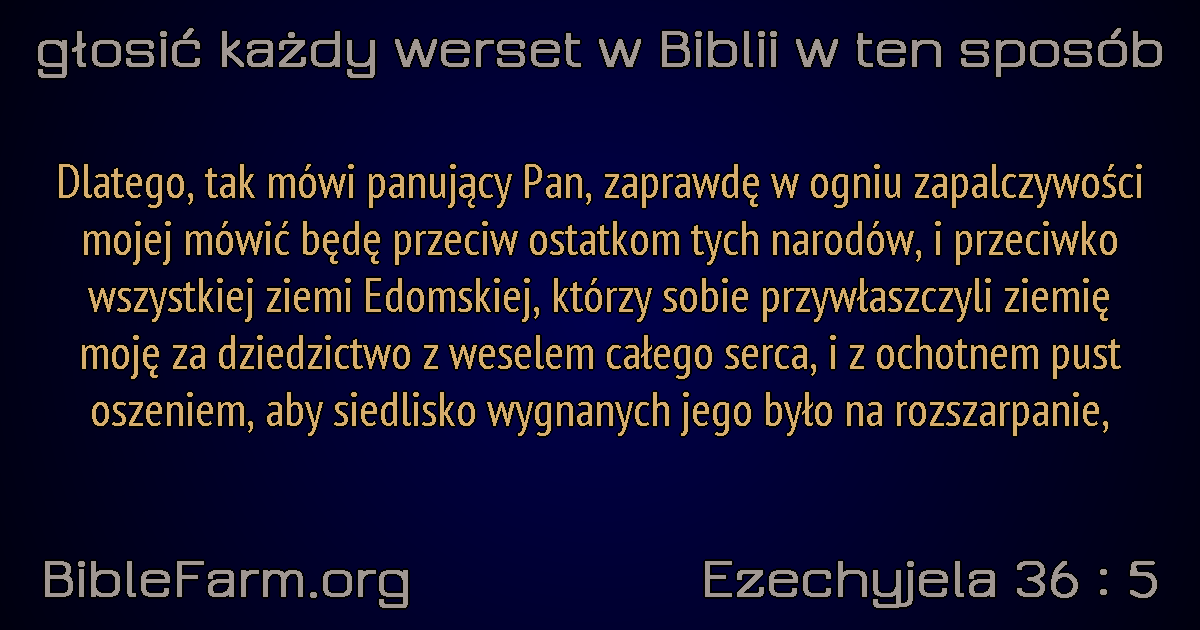 głosić każdy werset w Biblii w ten sposób
Dlatego, tak mówi panujący Pan, zaprawdę w ogniu zapalczywości
mojej mówić będę przeciw ostatkom tych narodów, i przeciwko
wszystkiej ziemi Edomskiej, którzy sobie przywłaszczyli ziemię
moję za dziedzictwo z weselem całego serca, i z ochotnem pust
oszeniem, aby siedlisko wygnanych jego było na rozszarpanie,
BibleFarm.org
Ezechyjela 36 : 5